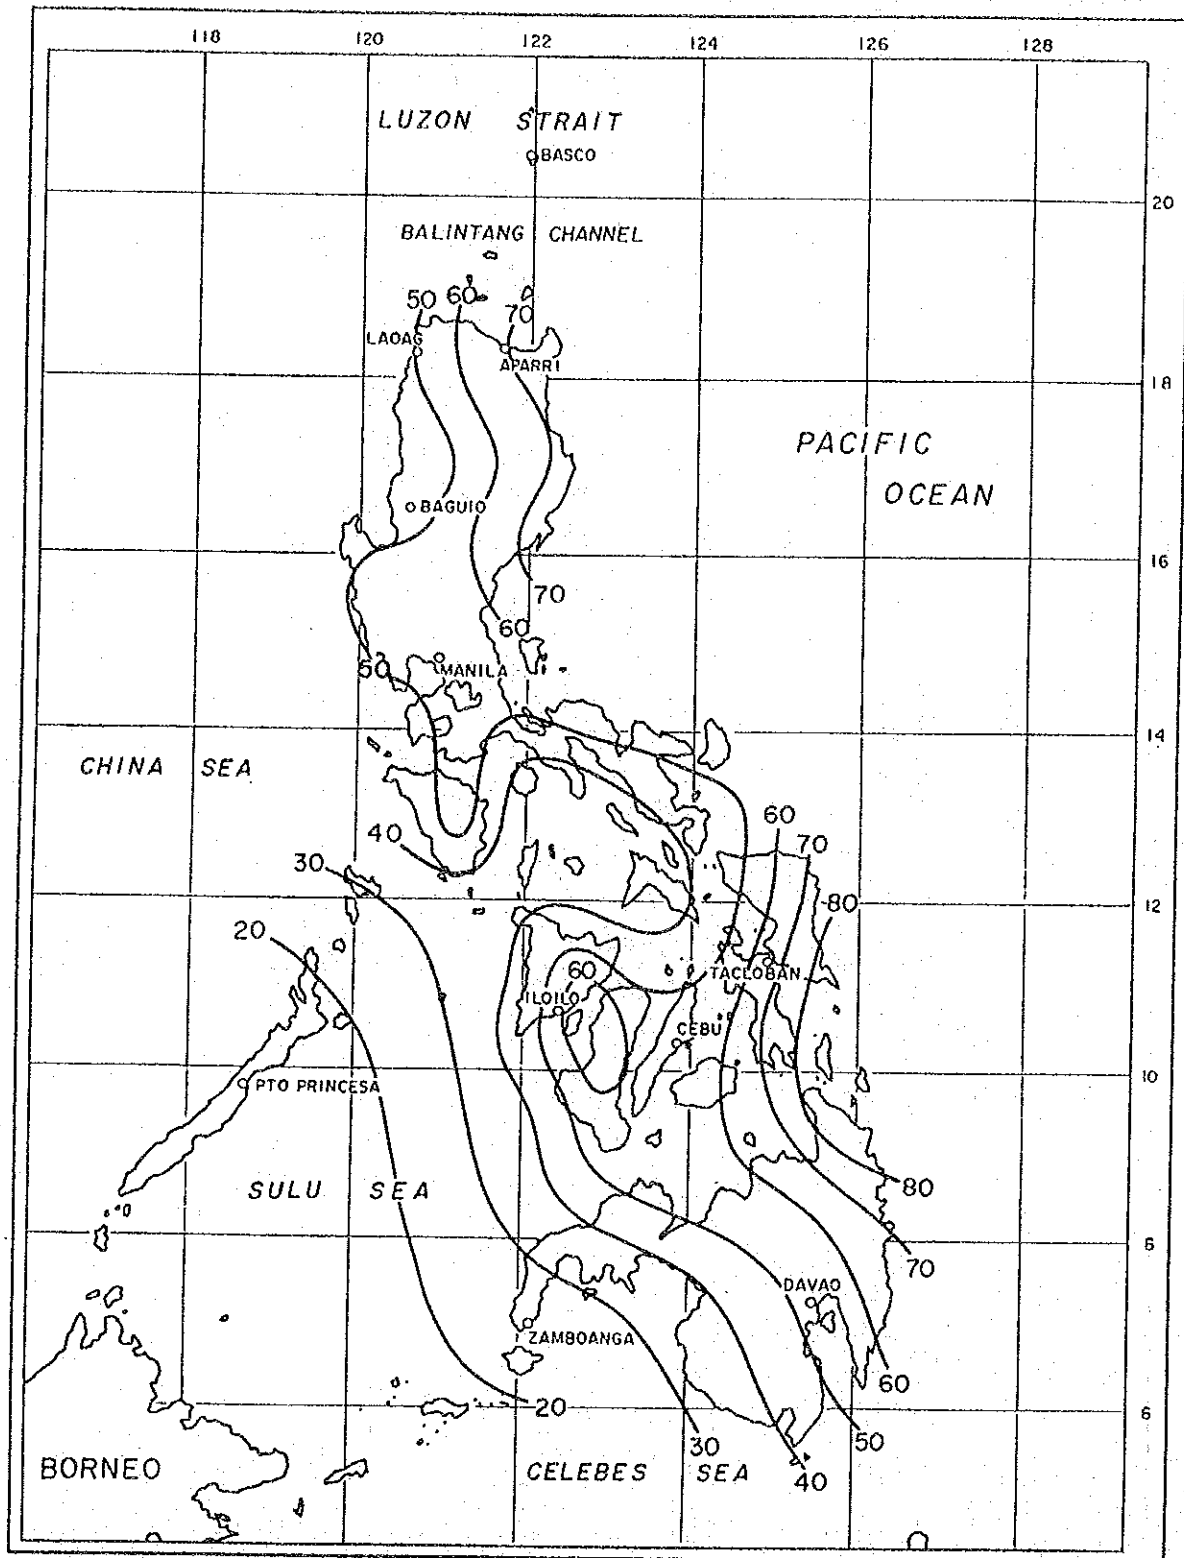 118 120 122 124 126 128
LUZON STRAIT
BASCO
20
BALINTANG CHANNEL
50 60 70
LAOAG
APARRI
18
PACIFIC
OCEAN
BAGUIO
16
70
60
50 MANILA
14
CHINA SEA
60
40
70
30
80
12
20
TACLOBAN
60
ILOILO
CEBU
10
PTO PRINCESA
SULU SEA
80
8
70
DAVAO
ZAMBOANGA
60
20
6
50
30
BORNEO
CELEBES SEA
40